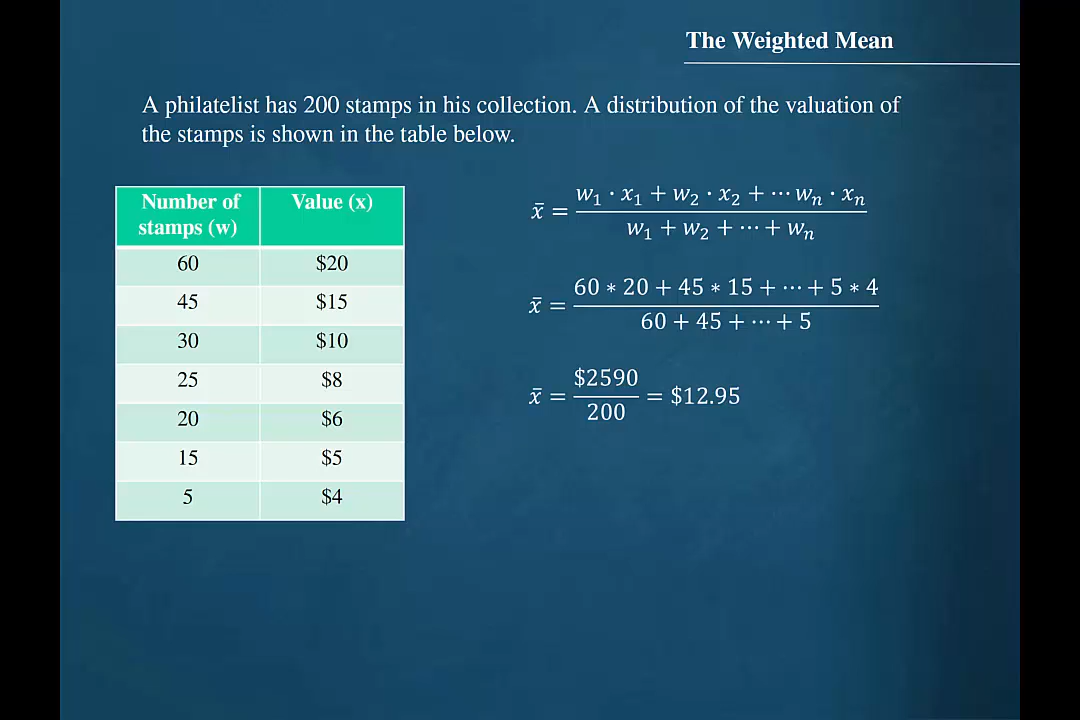 The Weighted Mean
A philatelist has 200 stamps in his collection. A distribution of the valuation of
the stamps is shown in the table below.
Number of stamps (w) Value (x)
60 $20
45 $15
30 $10
25 $8
20 $6
15 $5
5 $4
x̄ = (w₁ · x₁ + w₂ · x₂ + ⋯ wₙ · xₙ) / (w₁ + w₂ + ⋯ + wₙ)
x̄ = (60 ∗ 20 + 45 ∗ 15 + ⋯ + 5 ∗ 4) / (60 + 45 + ⋯ + 5)
x̄ = $2590 / 200 = $12.95